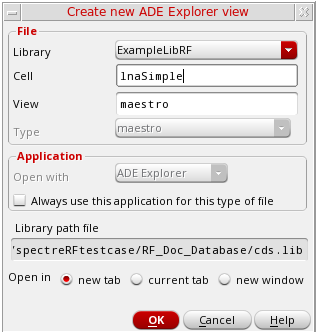 Create new ADE Explorer view
File
Library ExampleLibRF
Cell lnaSimple
View maestro
Type maestro
Application
Open with ADE Explorer
Always use this application for this type of file
Library path file
/spectreRFtestcase/RF_Doc_Database/cds.lib
Open in new tab current tab new window
OK Cancel Help